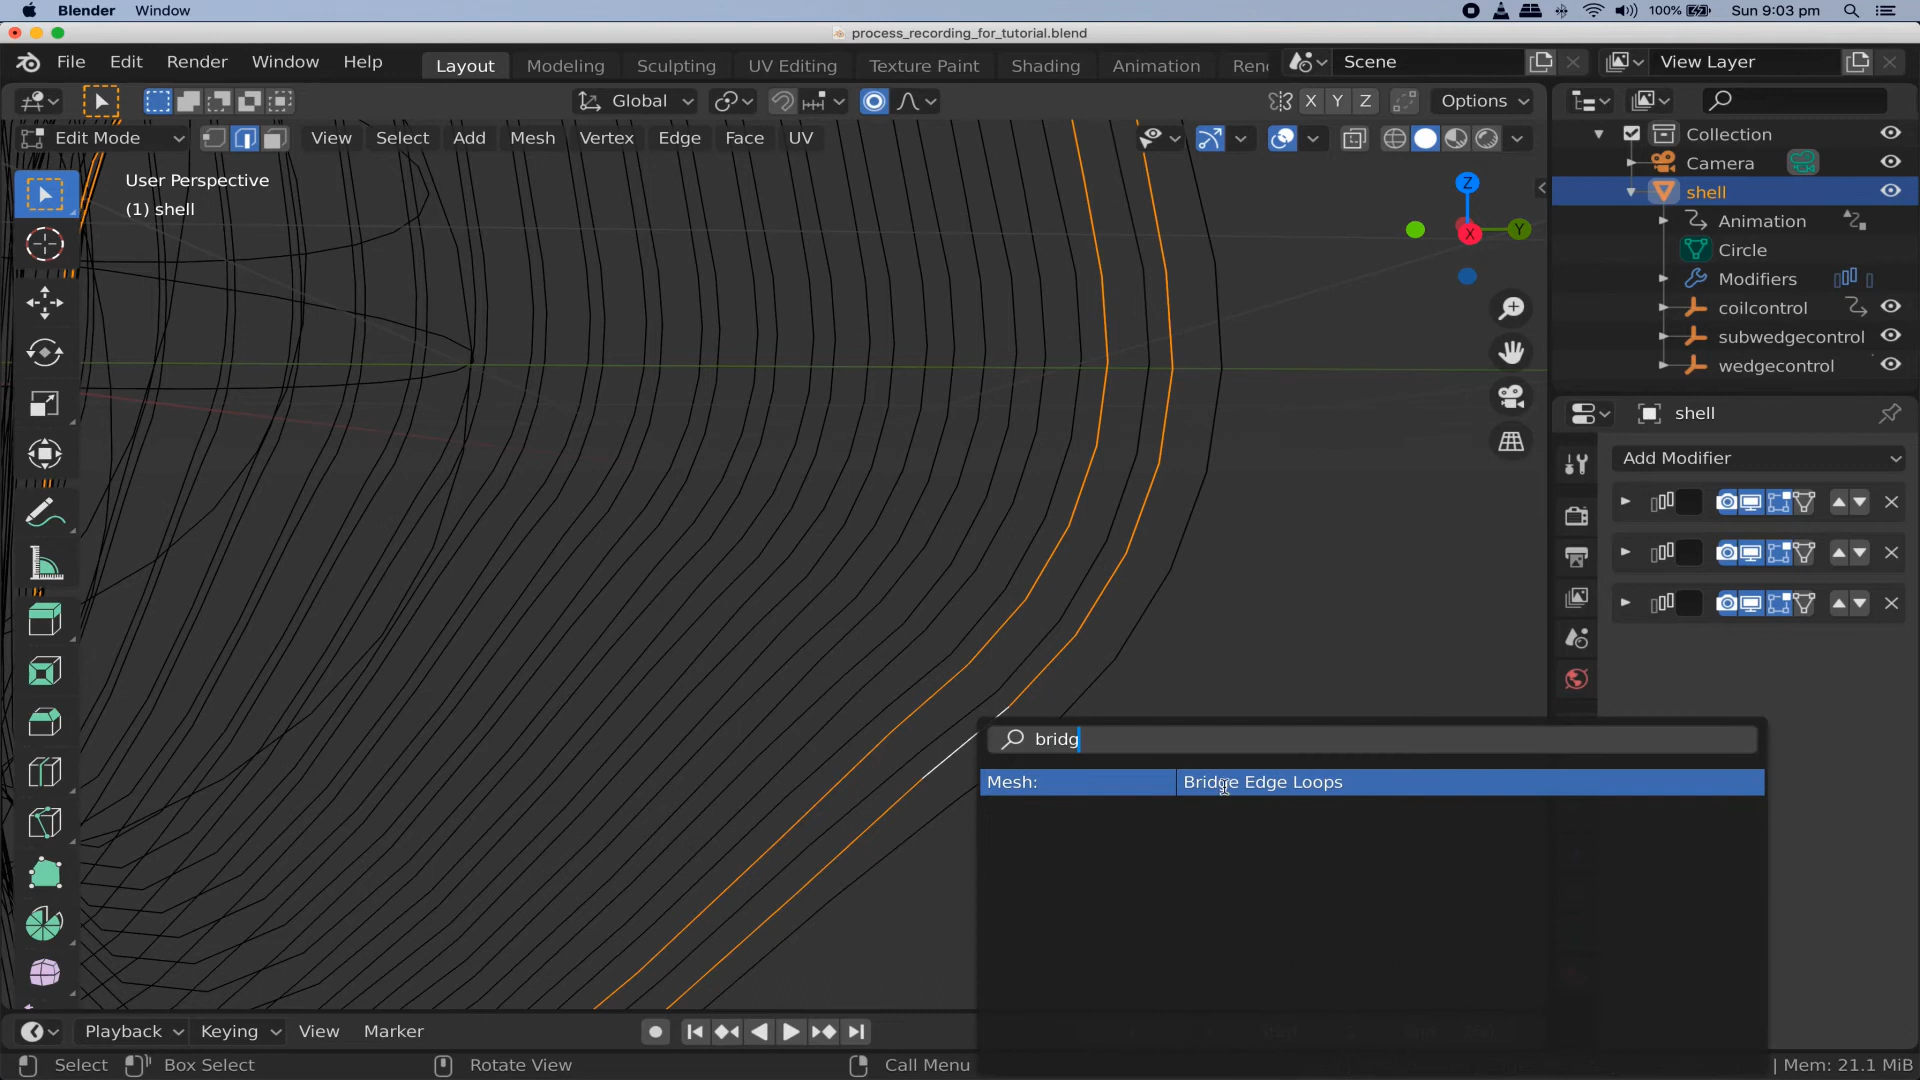 Blender Window 100% Sun 9:03 pm
process_recording_for_tutorial.blend
File Edit Render Window Help Layout Modeling Sculpting UV Editing Texture Paint Shading Animation Scene View Layer
Global X Y Z Options
Edit Mode View Select Add Mesh Vertex Edge Face UV
Collection
Camera
shell
Animation
Circle
Modifiers
coilcontrol
subwedgecontrol
wedgecontrol
User Perspective
(1) shell
Z
X
Y
shell
Add Modifier
bridg
Mesh: Bridge Edge Loops
Playback Keying View Marker
Select Box Select Rotate View Call Menu | Mem: 21.1 MiB